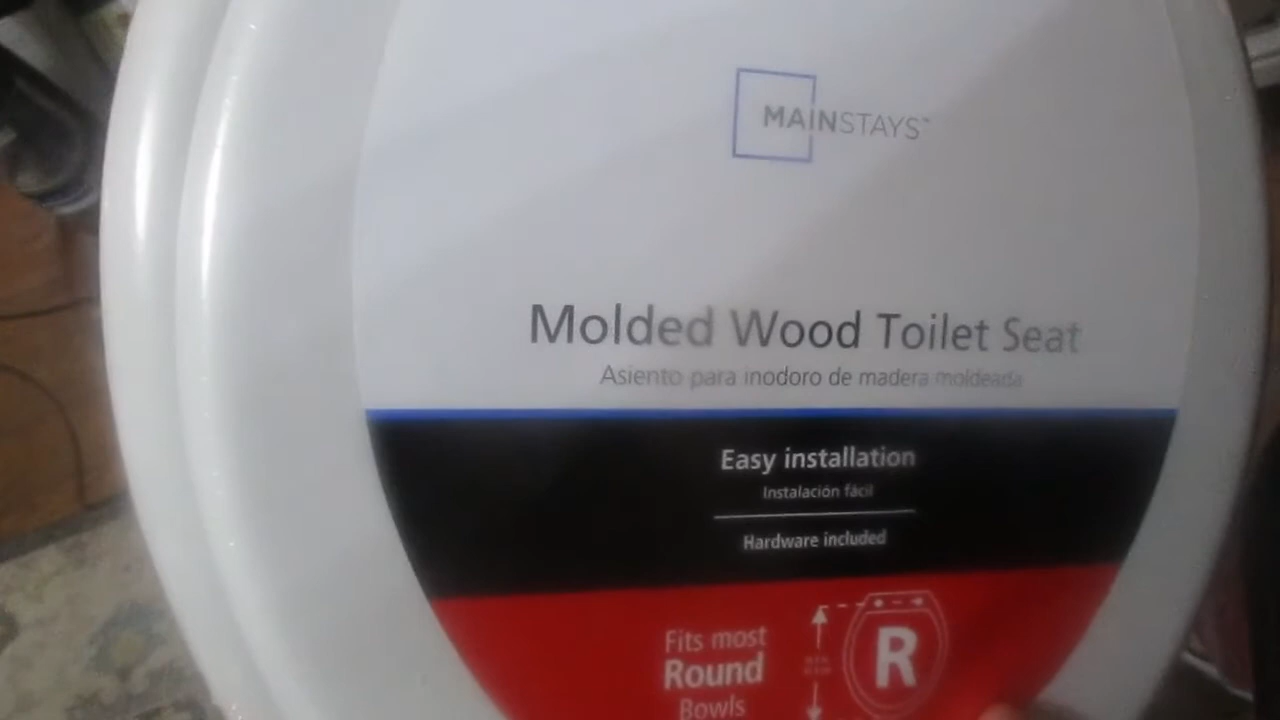 MAINSTAYS™
Molded Wood Toilet Seat
Asiento para inodoro de madera moldeada
Easy installation
Instalación fácil
Hardware included
Fits most
Round
Bowls
R